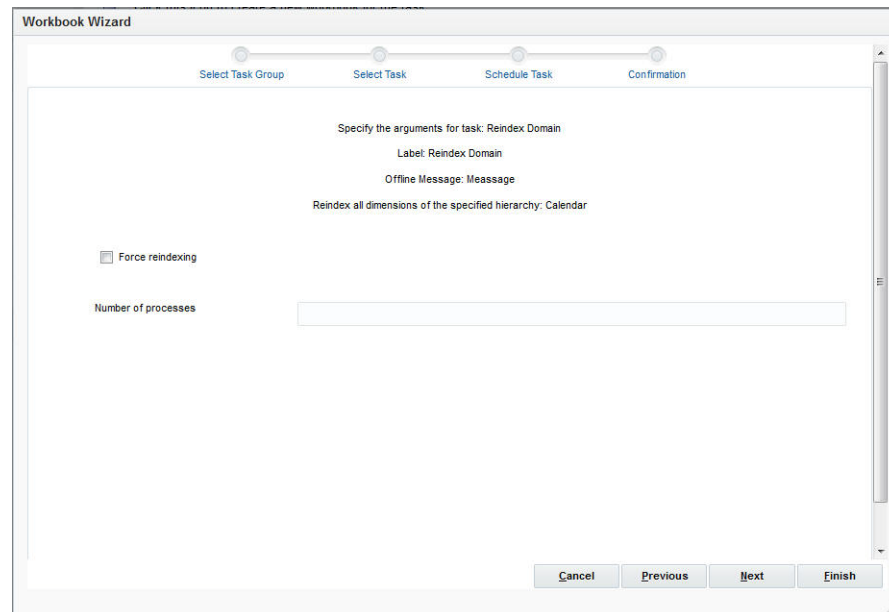 Workbook Wizard
Select Task Group
Select Task
Schedule Task
Confirmation
Specify the arguments for task: Reindex Domain
Label: Reindex Domain
Offline Message: Meassage
Reindex all dimensions of the specified hierarchy: Calendar
Force reindexing
Number of processes
Cancel
Previous
Next
Finish